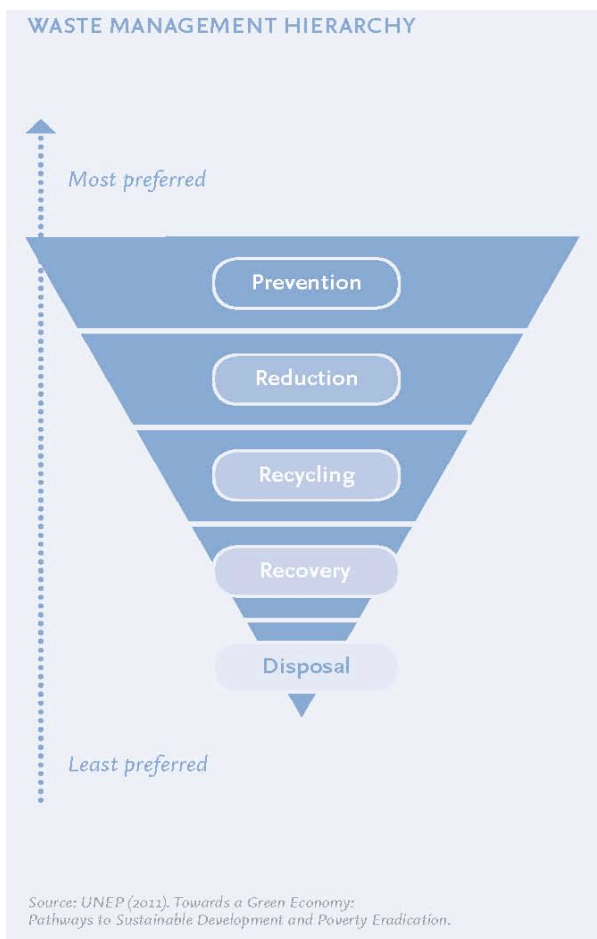 WASTE MANAGEMENT HIERARCHY
Most preferred
Prevention
Reduction
Recycling
Recovery
Disposal
Least preferred
Source: UNEP (2011). Towards a Green Economy:
Pathways to Sustainable Development and Poverty Eradication.